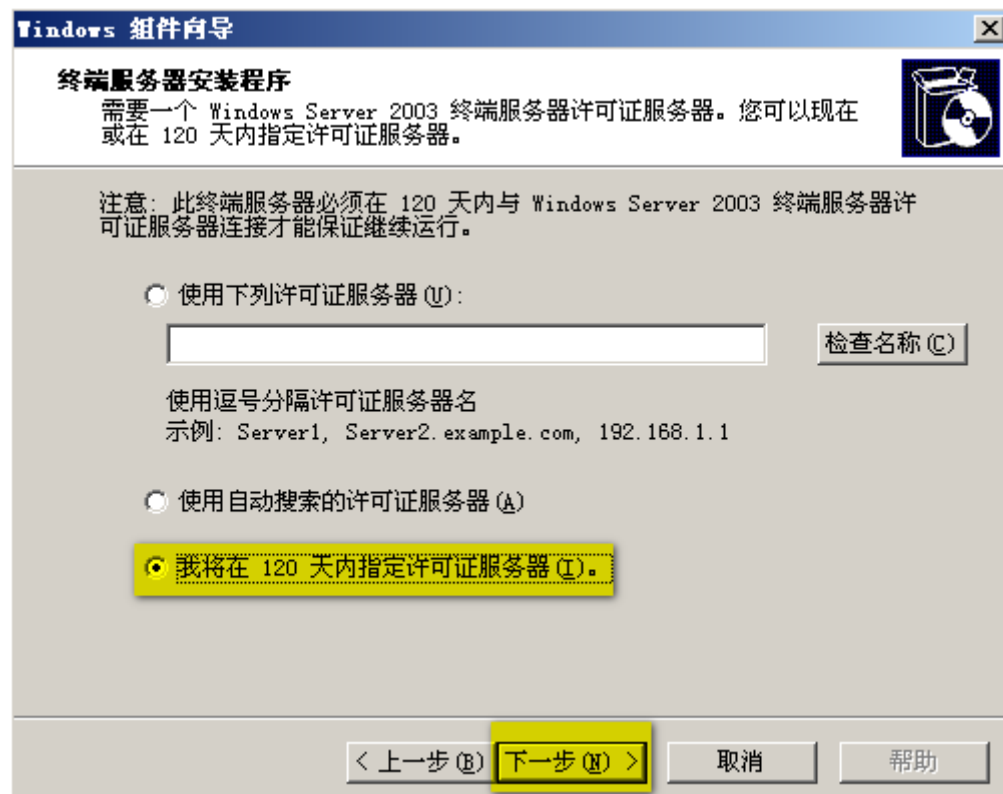 Windows 组件向导
终端服务器安装程序
需要一个 Windows Server 2003 终端服务器许可证服务器。您可以现在
或在 120 天内指定许可证服务器。
注意: 此终端服务器必须在 120 天内与 Windows Server 2003 终端服务器许
可证服务器连接才能保证继续运行。
使用下列许可证服务器(U):
检查名称(C)
使用逗号分隔许可证服务器名
示例: Server1, Server2.example.com, 192.168.1.1
使用自动搜索的许可证服务器(A)
我将在 120 天内指定许可证服务器(I)。
< 上一步(B) 下一步(N) > 取消 帮助